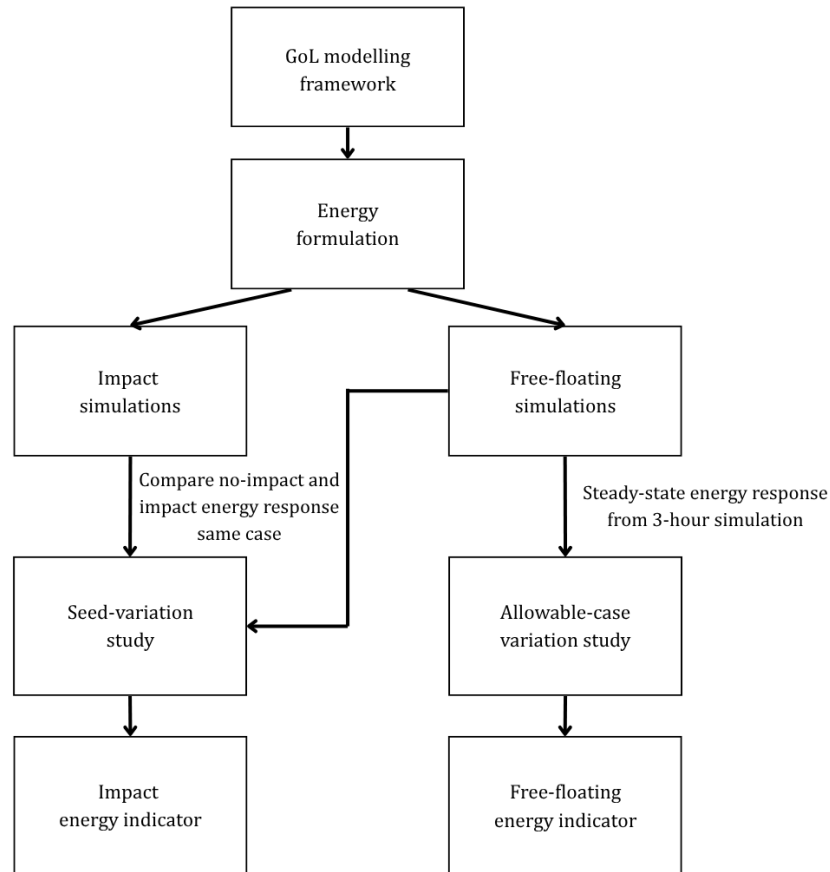 GoL modelling
framework
Energy
formulation
Impact
simulations
Free-floating
simulations
Compare no-impact and
impact energy response
same case
Steady-state energy response
from 3-hour simulation
Seed-variation
study
Allowable-case
variation study
Impact
energy indicator
Free-floating
energy indicator